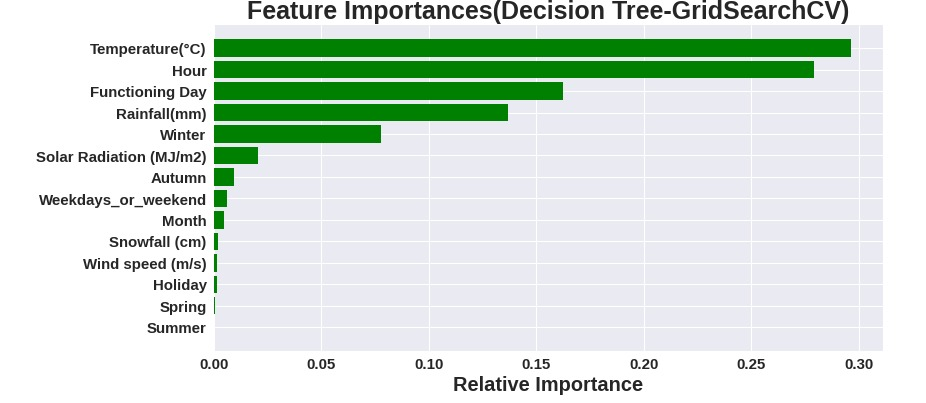 Feature Importances(Decision Tree-GridSearchCV)
Temperature(°C)
Hour
Functioning Day
Rainfall(mm)
Winter
Solar Radiation (MJ/m2)
Autumn
Weekdays_or_weekend
Month
Snowfall (cm)
Wind speed (m/s)
Holiday
Spring
Summer
0.00 0.05 0.10 0.15 0.20 0.25 0.30
Relative Importance